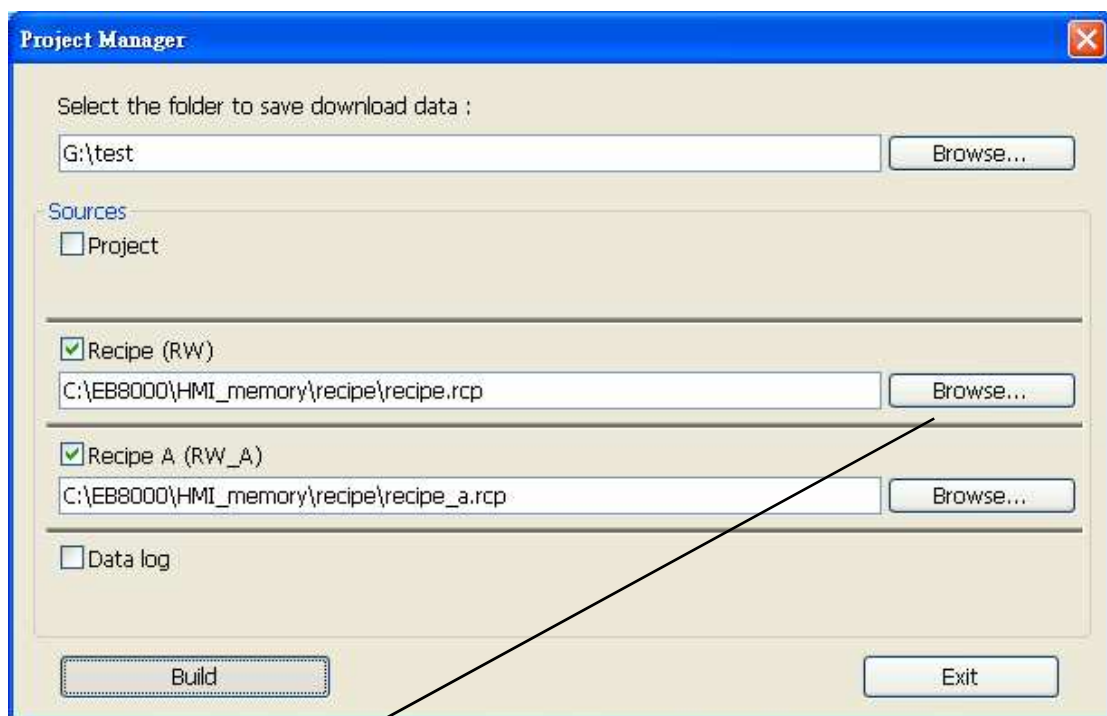 Project Manager
Select the folder to save download data :
G:\test Browse...
Sources
Project
Recipe (RW)
C:\EB8000\HMI_memory\recipe\recipe.rcp Browse...
Recipe A (RW_A)
C:\EB8000\HMI_memory\recipe\recipe_a.rcp Browse...
Data log
Build Exit